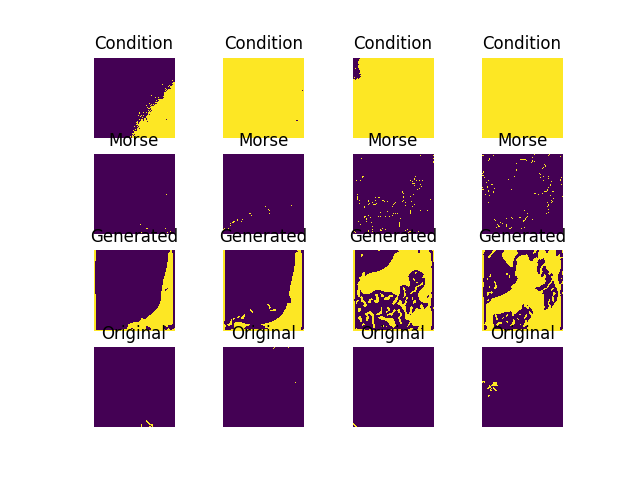 Condition Condition Condition Condition
Morse Morse Morse Morse
Generated Generated Generated Generated
Original Original Original Original